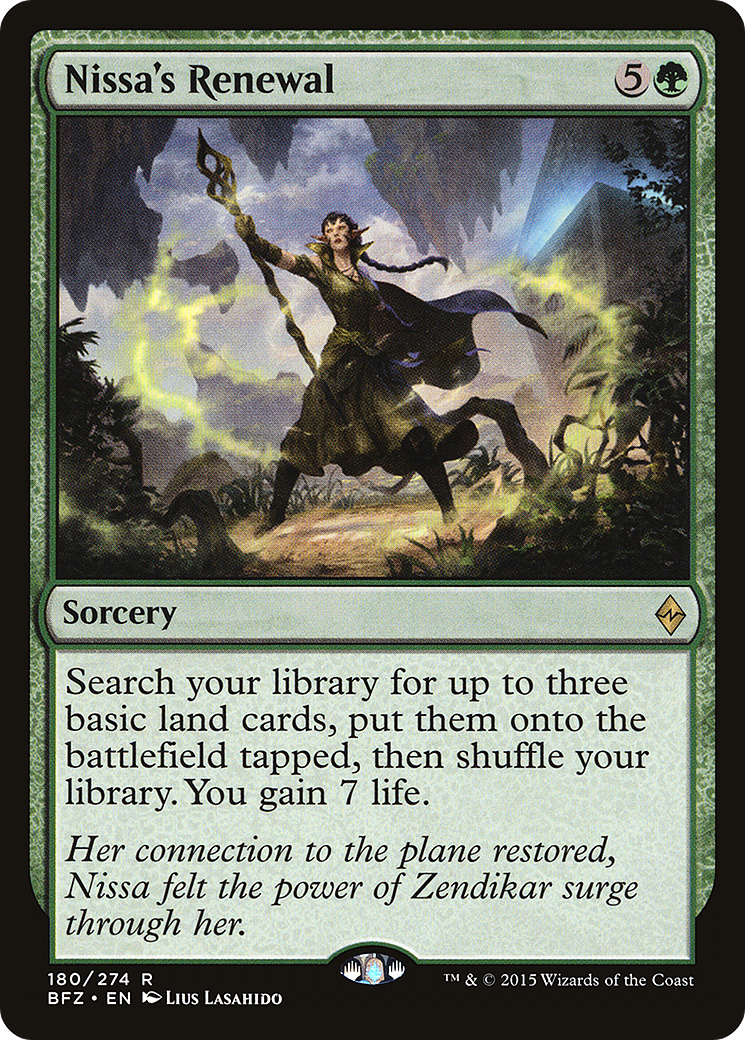 Nissa's Renewal 5
Sorcery
Search your library for up to three
basic land cards, put them onto the
battlefield tapped, then shuffle your
library. You gain 7 life.
Her connection to the plane restored,
Nissa felt the power of Zendikar surge
through her.
180/274 R
BFZ • EN Lius Lasahido
™ & © 2015 Wizards of the Coast